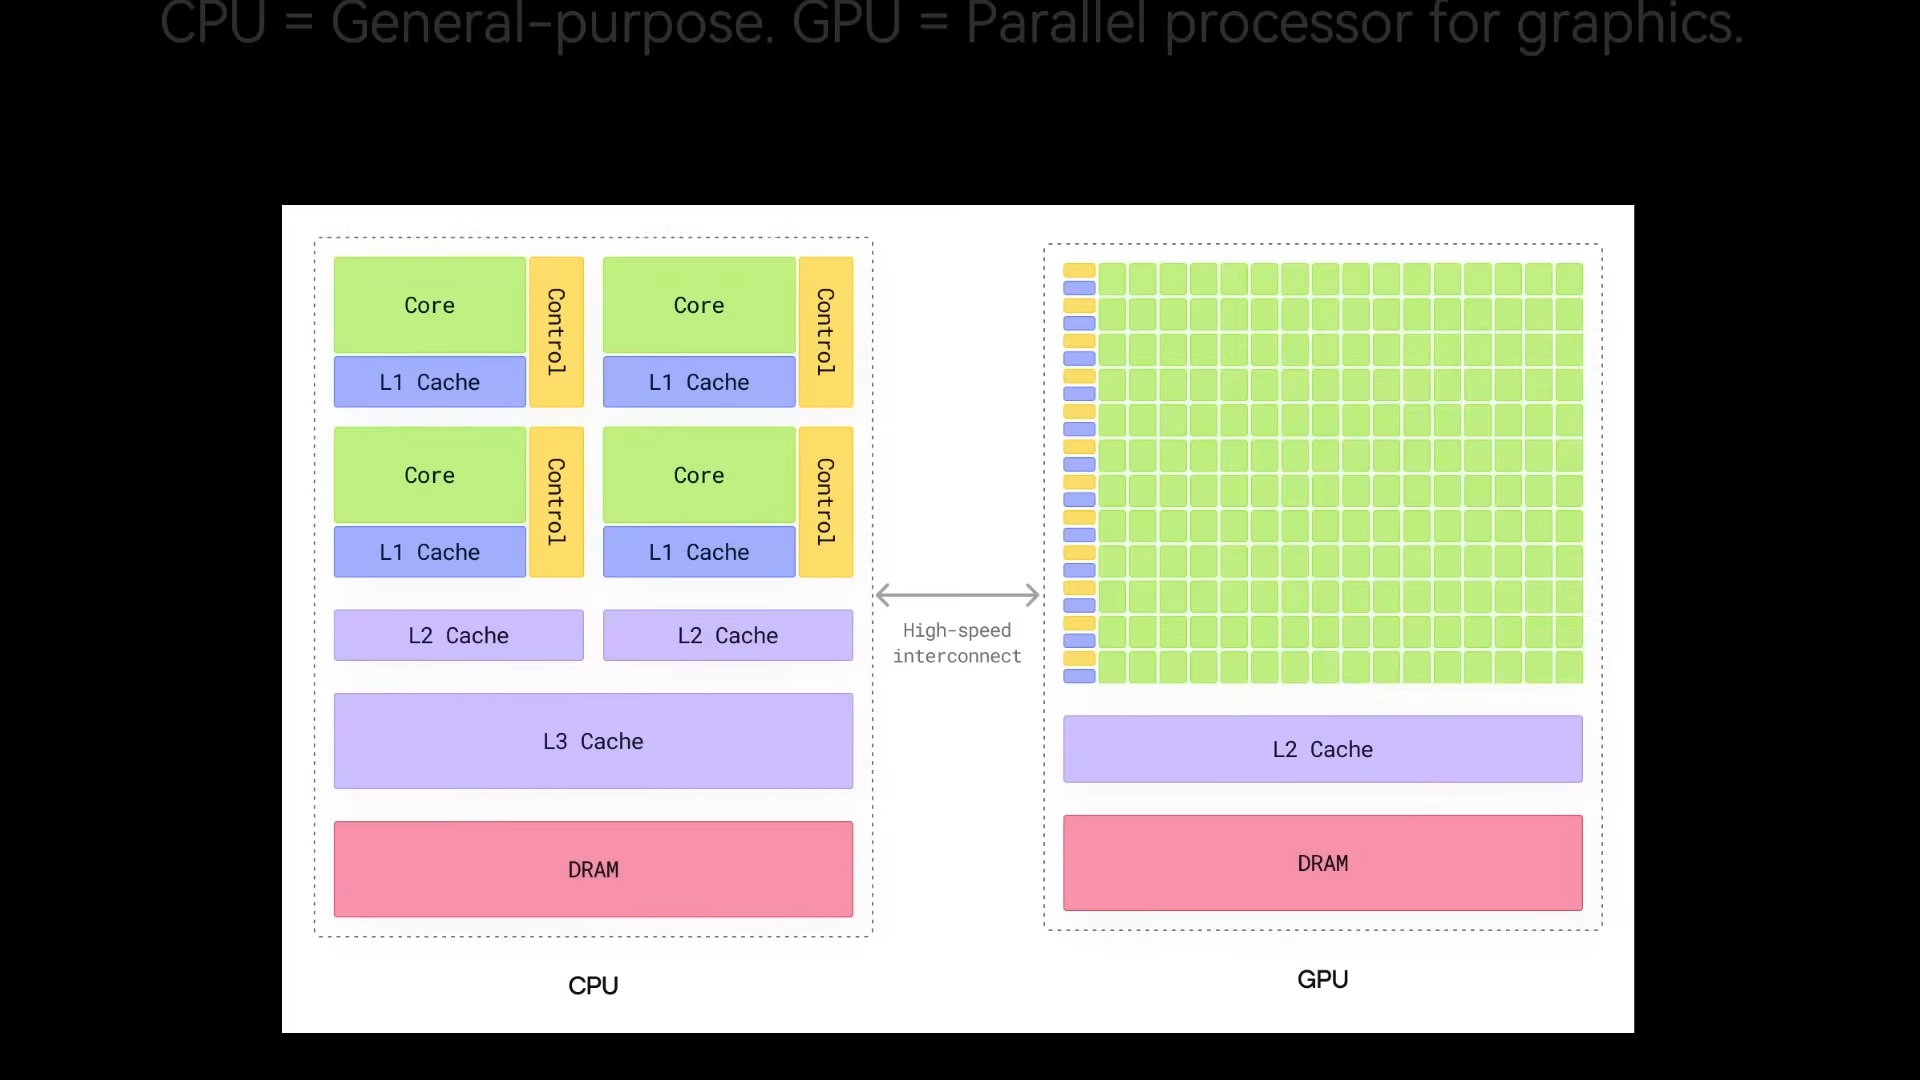 CPU = General-purpose. GPU = Parallel processor for graphics.
Core
Control
Core
Control
L1 Cache
L1 Cache
Core
Control
Core
Control
L1 Cache
L1 Cache
L2 Cache
L2 Cache
L3 Cache
DRAM
CPU
High-speed
interconnect
L2 Cache
DRAM
GPU